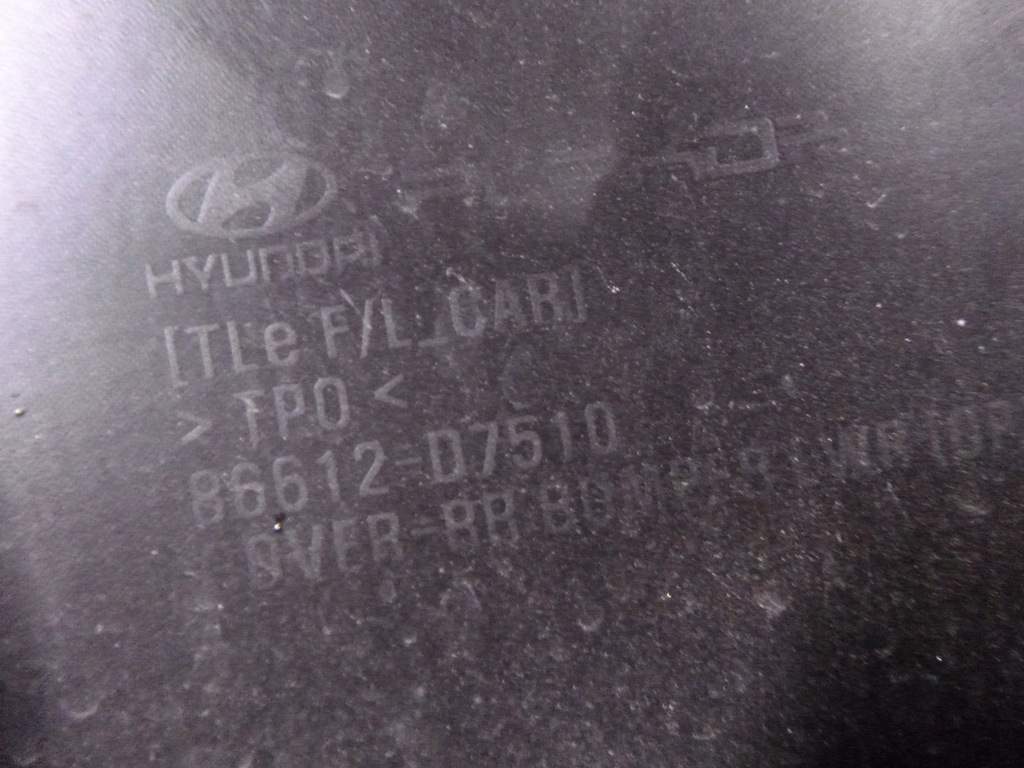 HYUNDAI
[TLe F/L_CAR]
> TPO <
86612-D7510